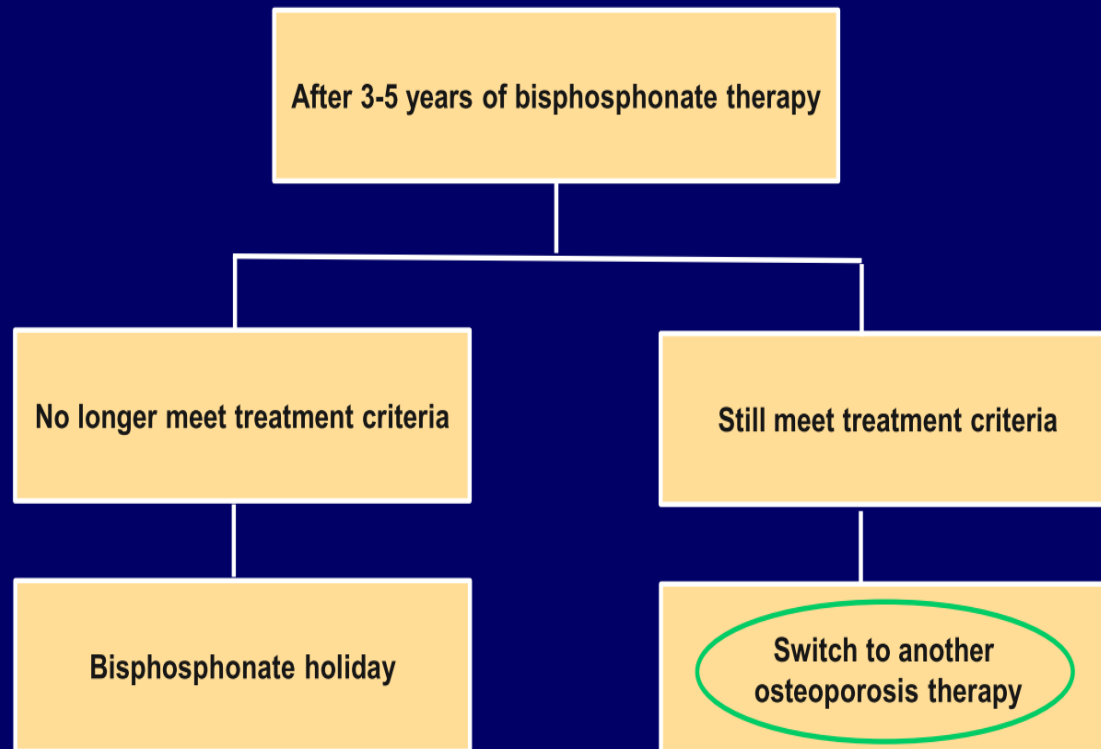 After 3-5 years of bisphosphonate therapy
No longer meet treatment criteria
Still meet treatment criteria
Bisphosphonate holiday
Switch to another
osteoporosis therapy